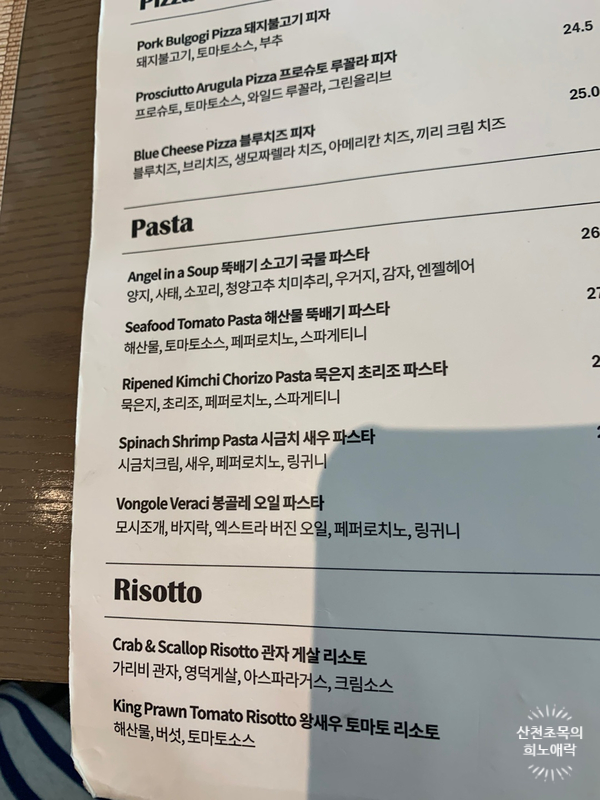 Pizza
Pork Bulgogi Pizza 돼지불고기 피자
돼지불고기, 토마토소스, 부추
24.5
Prosciutto Arugula Pizza 프로슈토 루꼴라 피자
프로슈토, 토마토소스, 와일드 루꼴라, 그린올리브
25.0
Blue Cheese Pizza 블루치즈 피자
블루치즈, 브리치즈, 생모짜렐라 치즈, 아메리칸 치즈, 끼리 크림 치즈
Pasta
26
Angel in a Soup 뚝배기 소고기 국물 파스타
양지, 사태, 소꼬리, 청양고추 치미추리, 우거지, 감자, 엔젤헤어
27
Seafood Tomato Pasta 해산물 뚝배기 파스타
해산물, 토마토소스, 페퍼로치노, 스파게티니
2
Ripened Kimchi Chorizo Pasta 묵은지 초리조 파스타
묵은지, 초리조, 페퍼로치노, 스파게티니
Spinach Shrimp Pasta 시금치 새우 파스타
시금치크림, 새우, 페퍼로치노, 링귀니
Vongole Veraci 봉골레 오일 파스타
모시조개, 바지락, 엑스트라 버진 오일, 페퍼로치노, 링귀니
Risotto
Crab & Scallop Risotto 관자 게살 리소토
가리비 관자, 영덕게살, 아스파라거스, 크림소스
King Prawn Tomato Risotto 왕새우 토마토 리소토
해산물, 버섯, 토마토소스
산천초목의
희노애락